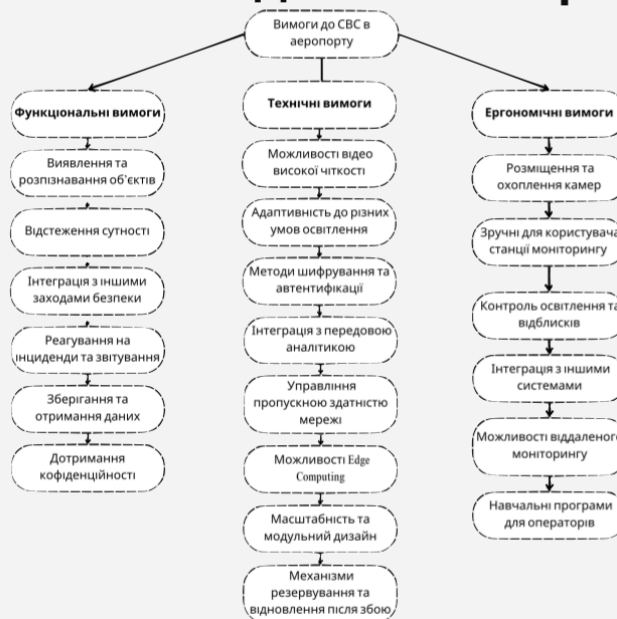 Вимоги до СВС в
аеропорту
Функціональні вимоги
Виявлення та
розпізнавання об'єктів
Відстеження сутності
Інтеграція з іншими
заходами безпеки
Реагування на
інциденди та звітування
Зберігання та
отримання даних
Дотримання
кофіденційності
Технічні вимоги
Можливості відео
високої чіткості
Адаптивність до різних
умов освітлення
Методи шифрування та
автентифікації
Інтеграція з передовою
аналітикою
Управління
пропускною здатністю
мережі
Можливості Edge
Computing
Масштабність та
модульний дизайн
Механізми
резервування та
відновлення після збою
Ергономічні вимоги
Розміщення та
охоплення камер
Зручні для користувача
станції моніторингу
Контроль освітлення та
відблисків
Інтеграція з іншими
системами
Можливості віддаленого
моніторингу
Навчальні програми
для операторів